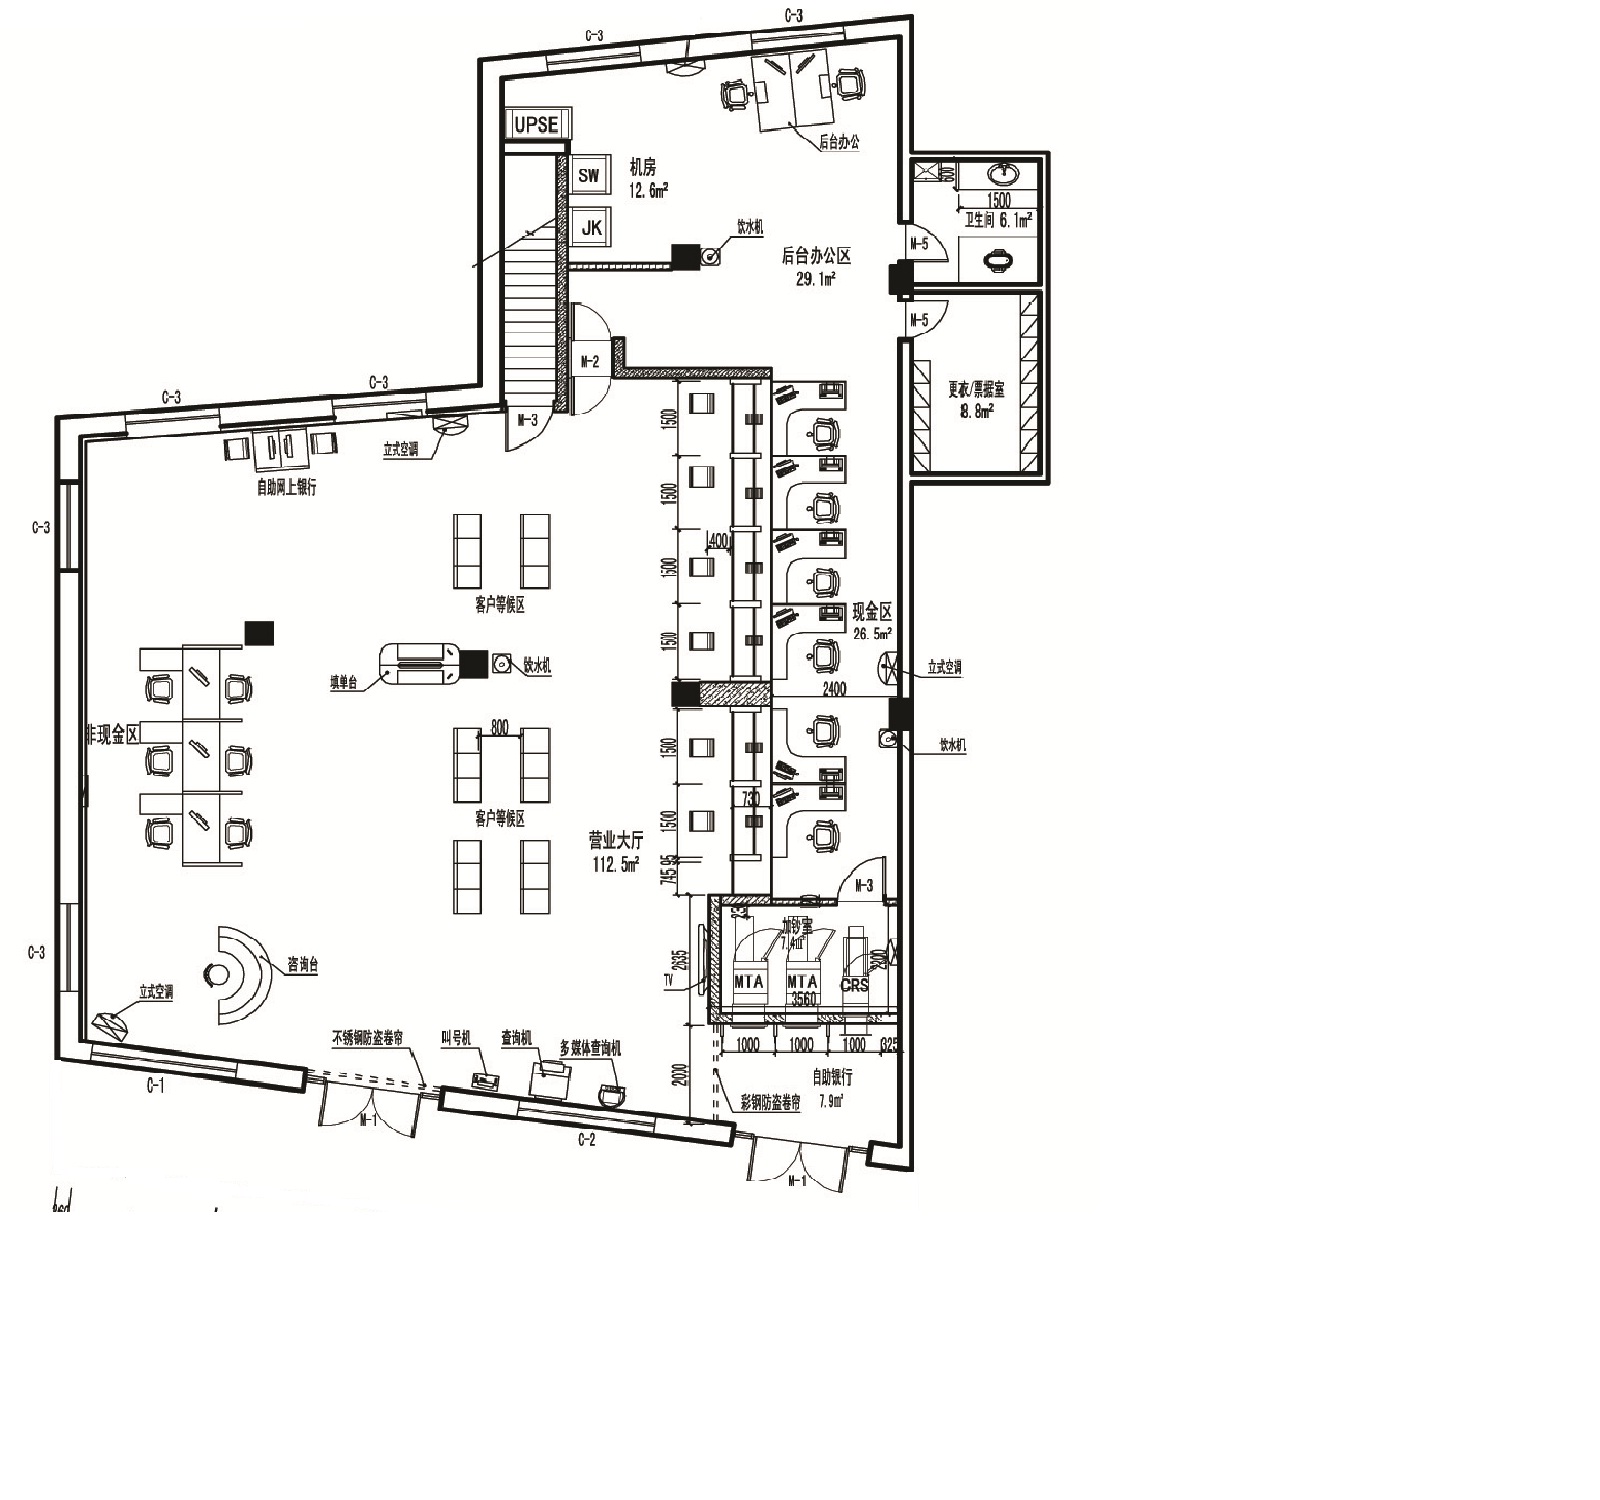 C-3
C-3
UPSE
后台办公
机房
12.6m²
SW
JK
600
1500
卫生间 6.1m²
饮水机
后台办公区
29.1m²
M-5
M-5
M-2
更衣/票据室
8.8m²
C-3
C-3
M-3
立式空调
自助网上银行
1500
1500
1500
1500
400
C-3
客户等候区
现金区
26.5m²
立式空调
2400
填单台
饮水机
非现金区
800
1500
饮水机
客户等候区
730
1500
营业大厅
112.5m²
745
95
M-3
加钞室
7.4m²
C-3
咨询台
2635
TV
MTA
MTA
CRS
3560
立式空调
不锈钢防盗卷帘
叫号机
查询机
多媒体查询机
1000
1000
1000
325
2030
自助银行
7.9m²
彩钢防盗卷帘
C-1
M-1
C-2
M-1